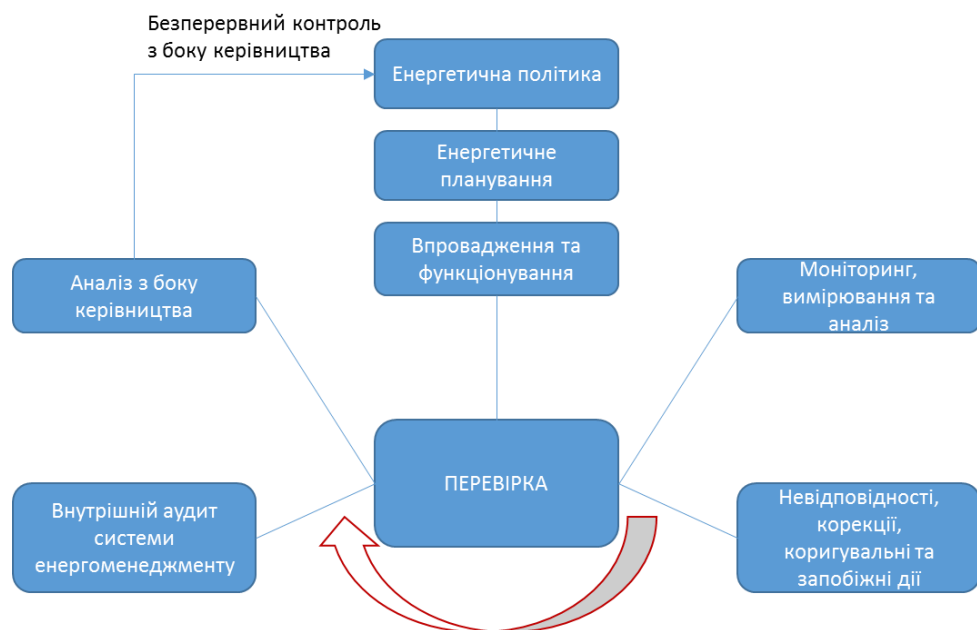 Безперервний контроль
з боку керівництва
Енергетична політика
Енергетичне
планування
Впровадження та
функціонування
Аналіз з боку
керівництва
Моніторинг,
вимірювання та
аналіз
ПЕРЕВІРКА
Внутрішній аудит
системи
енергоменеджменту
Невідповідності,
корекції,
коригувальні та
запобіжні дії